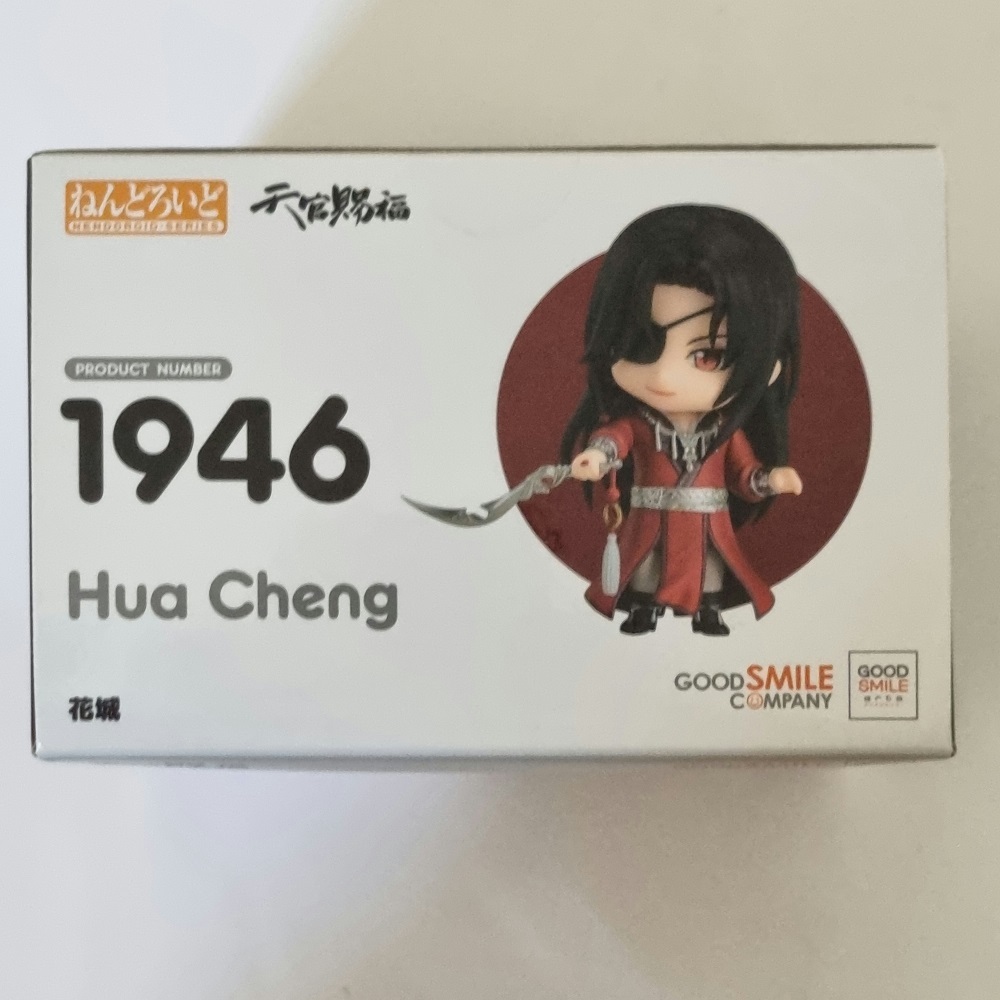 ねんどろいど
NENDOROID SERIES
天官賜福
PRODUCT NUMBER
1946
Hua Cheng
花城
GOOD SMILE
COMPANY
GOOD
SMILE